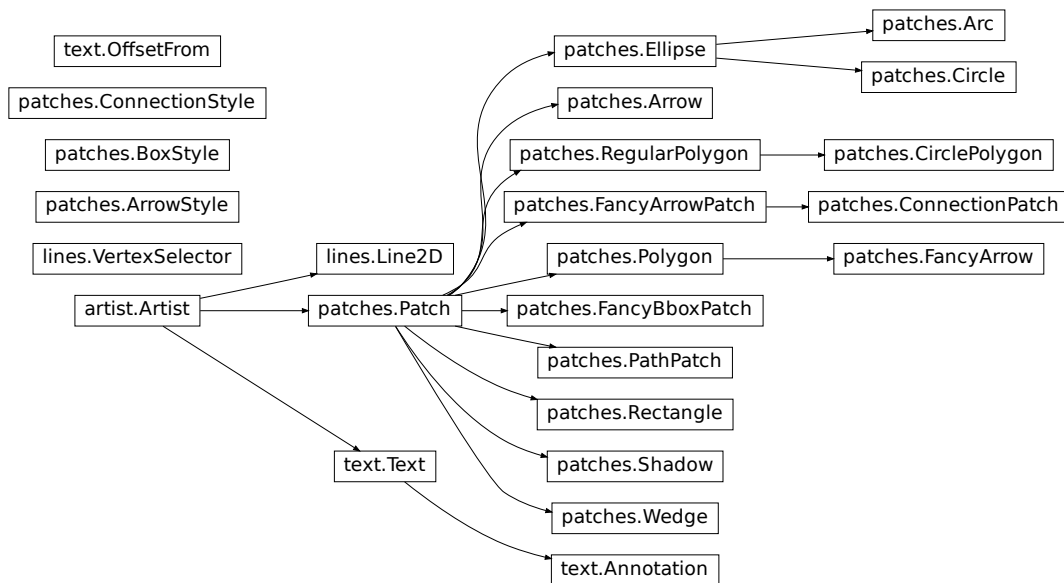 text.OffsetFrom
patches.ConnectionStyle
patches.BoxStyle
patches.ArrowStyle
lines.VertexSelector
artist.Artist
lines.Line2D
patches.Patch
text.Text
patches.Ellipse
patches.Arrow
patches.RegularPolygon
patches.FancyArrowPatch
patches.Polygon
patches.FancyBboxPatch
patches.PathPatch
patches.Rectangle
patches.Shadow
patches.Wedge
text.Annotation
patches.Arc
patches.Circle
patches.CirclePolygon
patches.ConnectionPatch
patches.FancyArrow